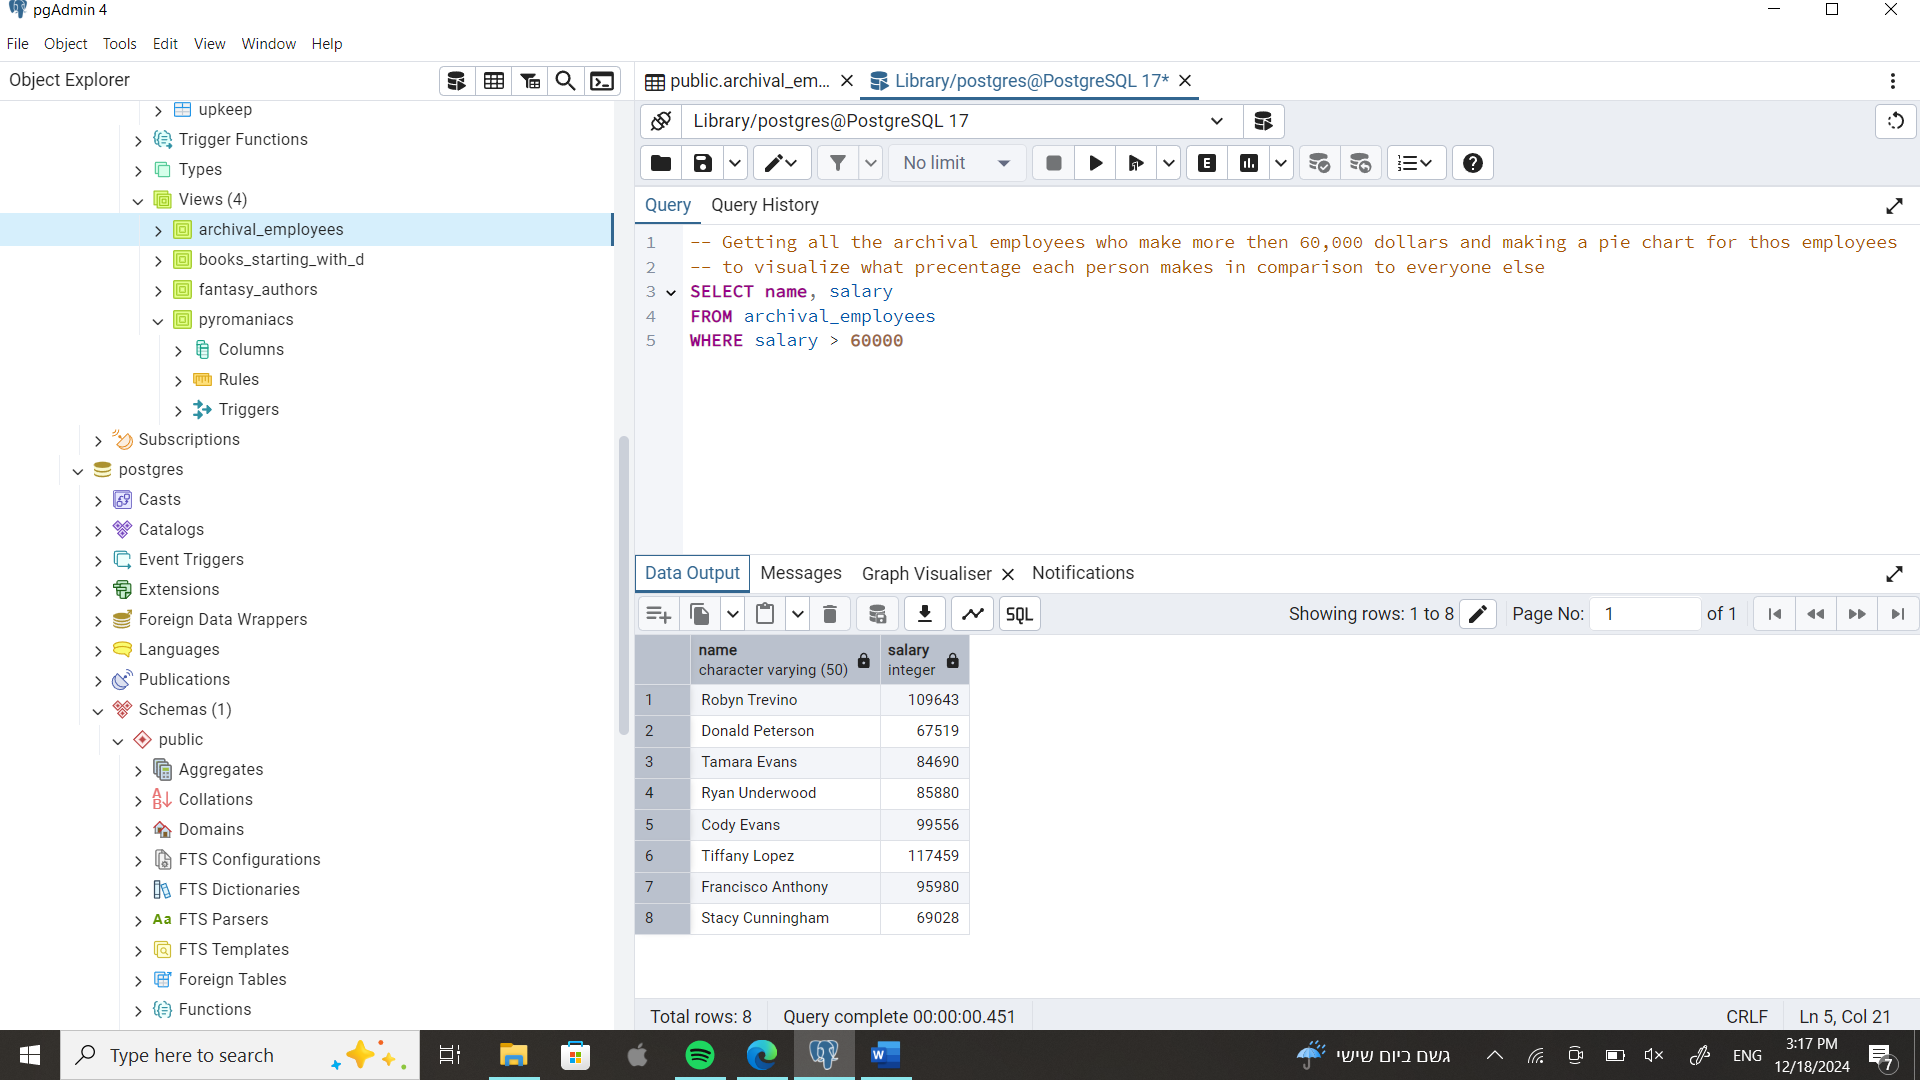 pgAdmin 4
File Object Tools Edit View Window Help
Object Explorer
upkeep
Trigger Functions
Types
Views (4)
archival_employees
books_starting_with_d
fantasy_authors
pyromaniacs
Columns
Rules
Triggers
Subscriptions
postgres
Casts
Catalogs
Event Triggers
Extensions
Foreign Data Wrappers
Languages
Publications
Schemas (1)
public
Aggregates
Collations
Domains
FTS Configurations
FTS Dictionaries
FTS Parsers
FTS Templates
Foreign Tables
Functions
public.archival_em... Library/postgres@PostgreSQL 17*
Library/postgres@PostgreSQL 17
No limit
Query Query History
1 -- Getting all the archival employees who make more then 60,000 dollars and making a pie chart for thos employees
2 -- to visualize what precentage each person makes in comparison to everyone else
3 SELECT name, salary
4 FROM archival_employees
5 WHERE salary > 60000
Data Output Messages Graph Visualiser Notifications
SQL Showing rows: 1 to 8 Page No: 1 of 1
name salary
character varying (50) integer
1 Robyn Trevino 109643
2 Donald Peterson 67519
3 Tamara Evans 84690
4 Ryan Underwood 85880
5 Cody Evans 99556
6 Tiffany Lopez 117459
7 Francisco Anthony 95980
8 Stacy Cunningham 69028
Total rows: 8 Query complete 00:00:00.451 CRLF Ln 5, Col 21
Type here to search
גשם ביום שישי
ENG
3:17 PM
12/18/2024
7